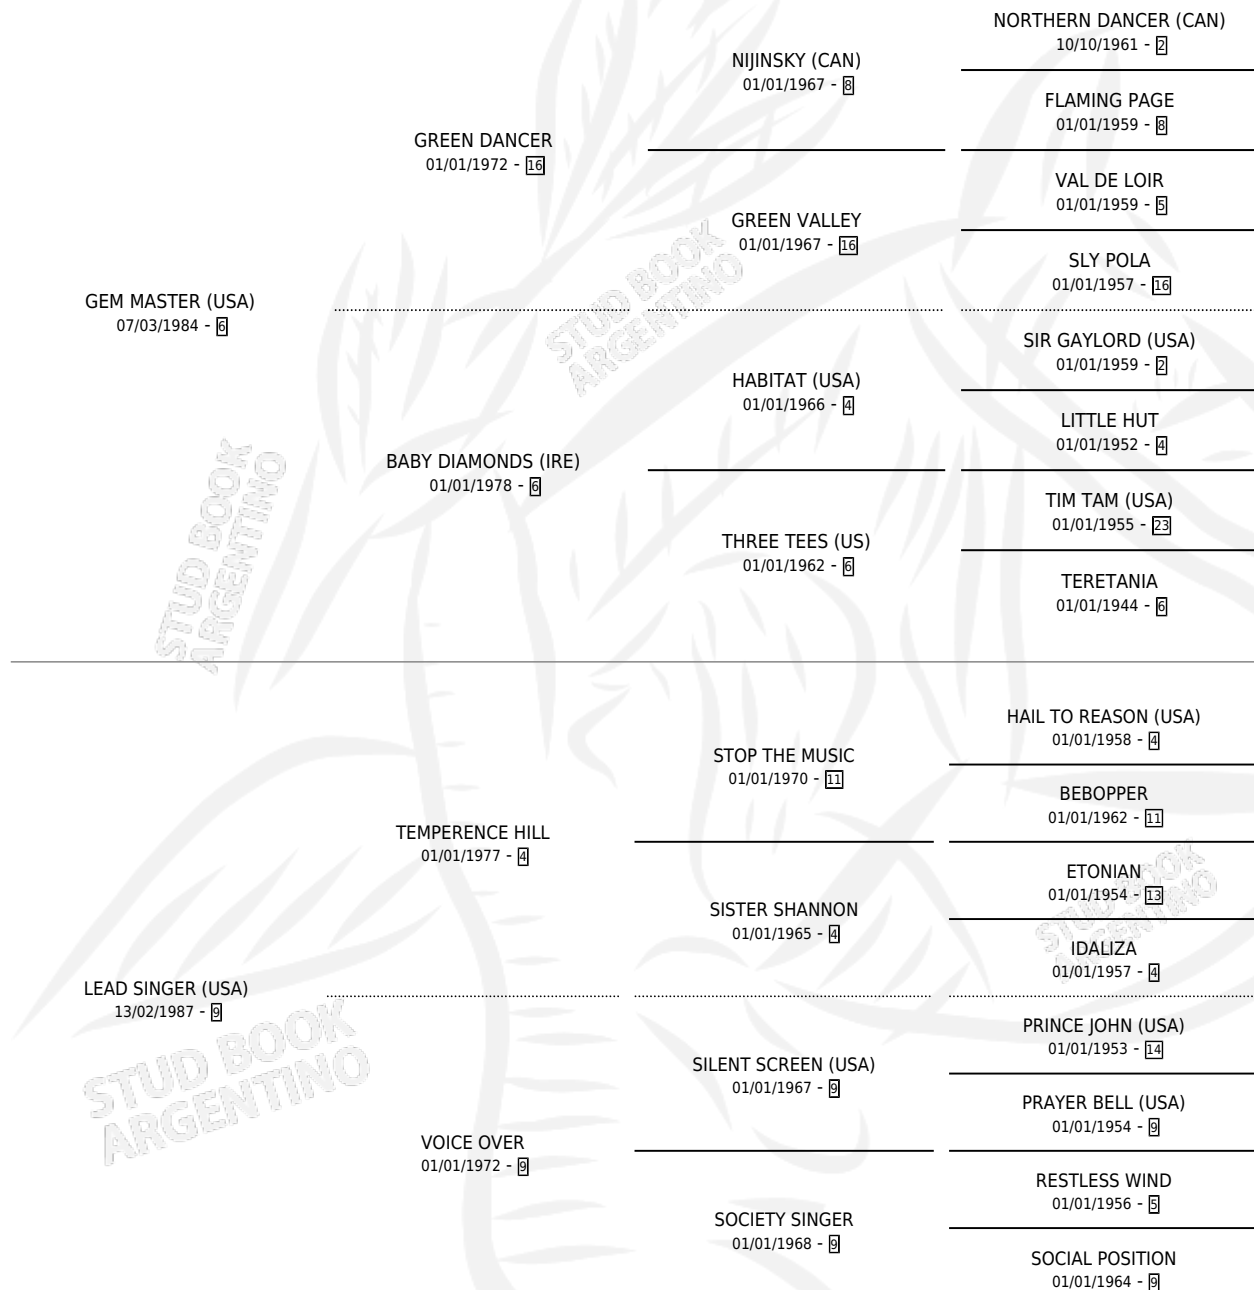 NORTHERN DANCER (CAN)
10/10/1961 - 2
NIJINSKY (CAN)
01/01/1967 - 8
FLAMING PAGE
01/01/1959 - 8
GREEN DANCER
01/01/1972 - 16
VAL DE LOIR
01/01/1959 - 5
GREEN VALLEY
01/01/1967 - 16
SLY POLA
01/01/1957 - 16
GEM MASTER (USA)
07/03/1984 - 6
SIR GAYLORD (USA)
01/01/1959 - 2
HABITAT (USA)
01/01/1966 - 4
LITTLE HUT
01/01/1952 - 4
BABY DIAMONDS (IRE)
01/01/1978 - 6
TIM TAM (USA)
01/01/1955 - 23
THREE TEES (US)
01/01/1962 - 6
TERETANIA
01/01/1944 - 6
STUD BOOK
ARGENTINO
STUD BOOK
ARGENTINO
HAIL TO REASON (USA)
01/01/1958 - 4
STOP THE MUSIC
01/01/1970 - 11
BEBOPPER
01/01/1962 - 11
TEMPERENCE HILL
01/01/1977 - 4
ETONIAN
01/01/1954 - 13
SISTER SHANNON
01/01/1965 - 4
IDALIZA
01/01/1957 - 4
STUD BOOK
ARGENTINO
LEAD SINGER (USA)
13/02/1987 - 9
PRINCE JOHN (USA)
01/01/1953 - 14
SILENT SCREEN (USA)
01/01/1967 - 9
PRAYER BELL (USA)
01/01/1954 - 9
STUD BOOK
ARGENTINO
VOICE OVER
01/01/1972 - 9
RESTLESS WIND
01/01/1956 - 5
SOCIETY SINGER
01/01/1968 - 9
SOCIAL POSITION
01/01/1964 - 9